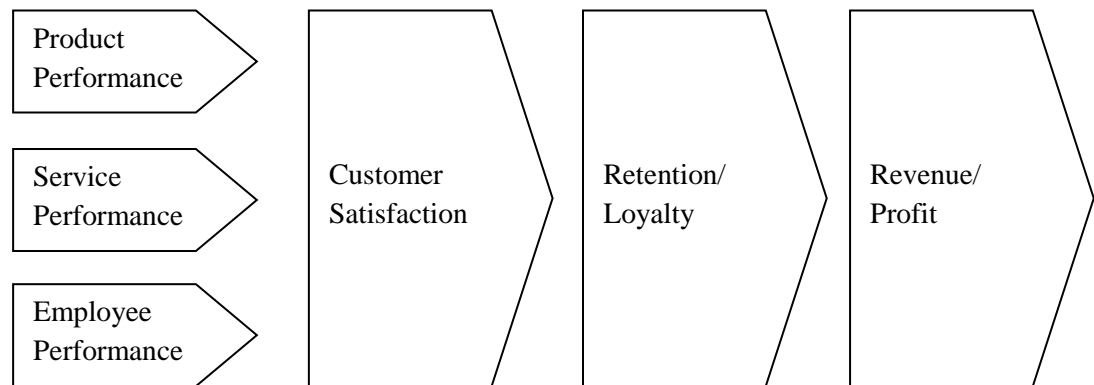 Product
Performance
Service
Performance
Employee
Performance
Customer
Satisfaction
Retention/
Loyalty
Revenue/
Profit